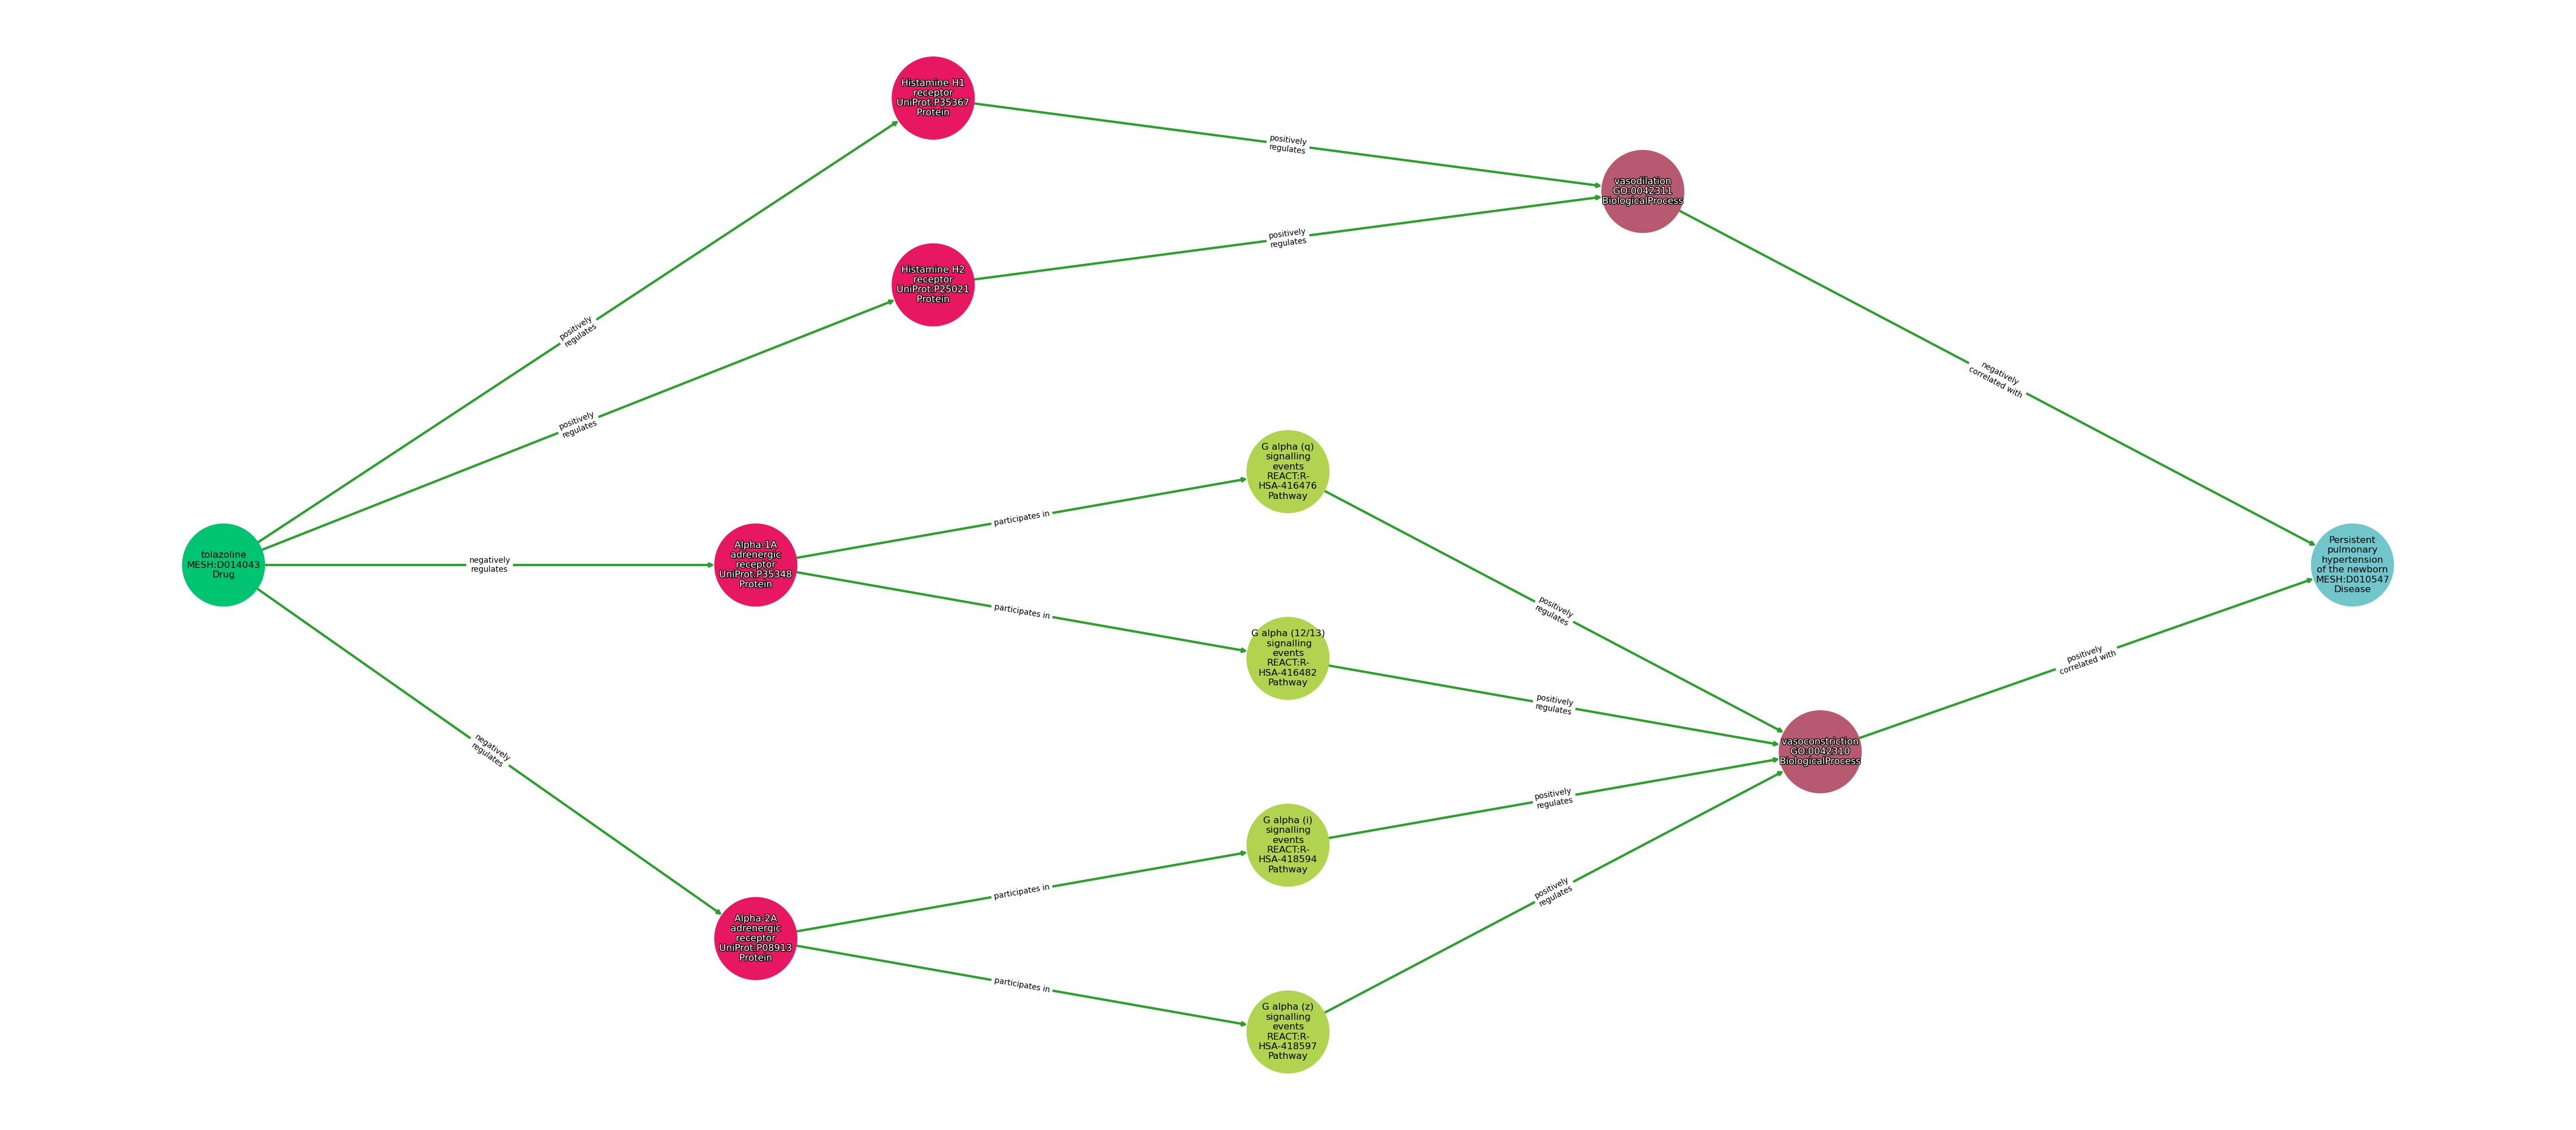 Histamine H1
receptor
UniProt:P35367
Protein
positively
regulates
vasodilation
GO:0042311
BiologicalProcess
Histamine H2
receptor
UniProt:P25021
Protein
positively
regulates
positively
regulates
negatively
correlated with
positively
regulates
G alpha (q)
signalling
events
REACT:R-
HSA-416476
Pathway
participates in
tolazoline
MESH:D014043
Drug
negatively
regulates
Alpha-1A
adrenergic
receptor
UniProt:P35348
Protein
Persistent
pulmonary
hypertension
of the newborn
MESH:D010547
Disease
participates in
positively
regulates
G alpha (12/13)
signalling
events
REACT:R-
HSA-416482
Pathway
positively
correlated with
positively
regulates
negatively
regulates
vasoconstriction
GO:0042310
BiologicalProcess
positively
regulates
G alpha (i)
signalling
events
REACT:R-
HSA-418594
Pathway
participates in
positively
regulates
Alpha-2A
adrenergic
receptor
UniProt:P08913
Protein
participates in
G alpha (z)
signalling
events
REACT:R-
HSA-418597
Pathway